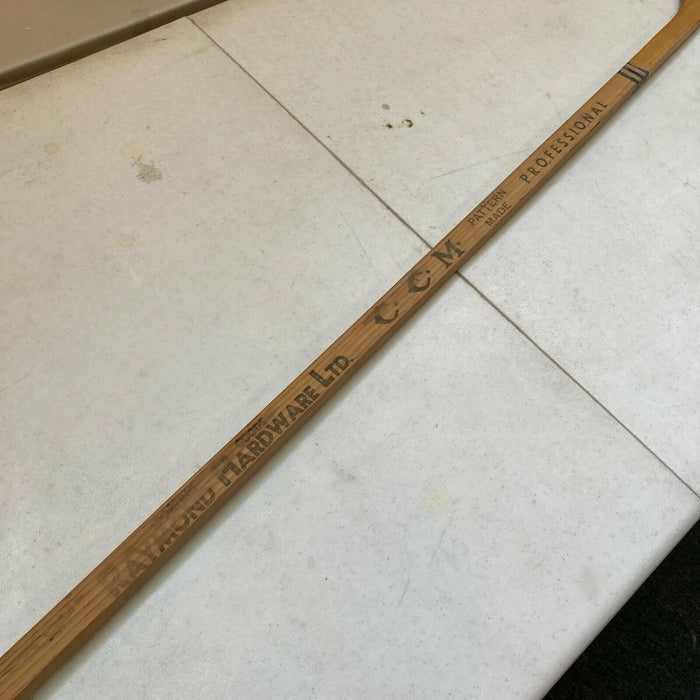 RAYMOND HARDWARE LTD.
C C M
PATTERN
MADE
PROFESSIONAL